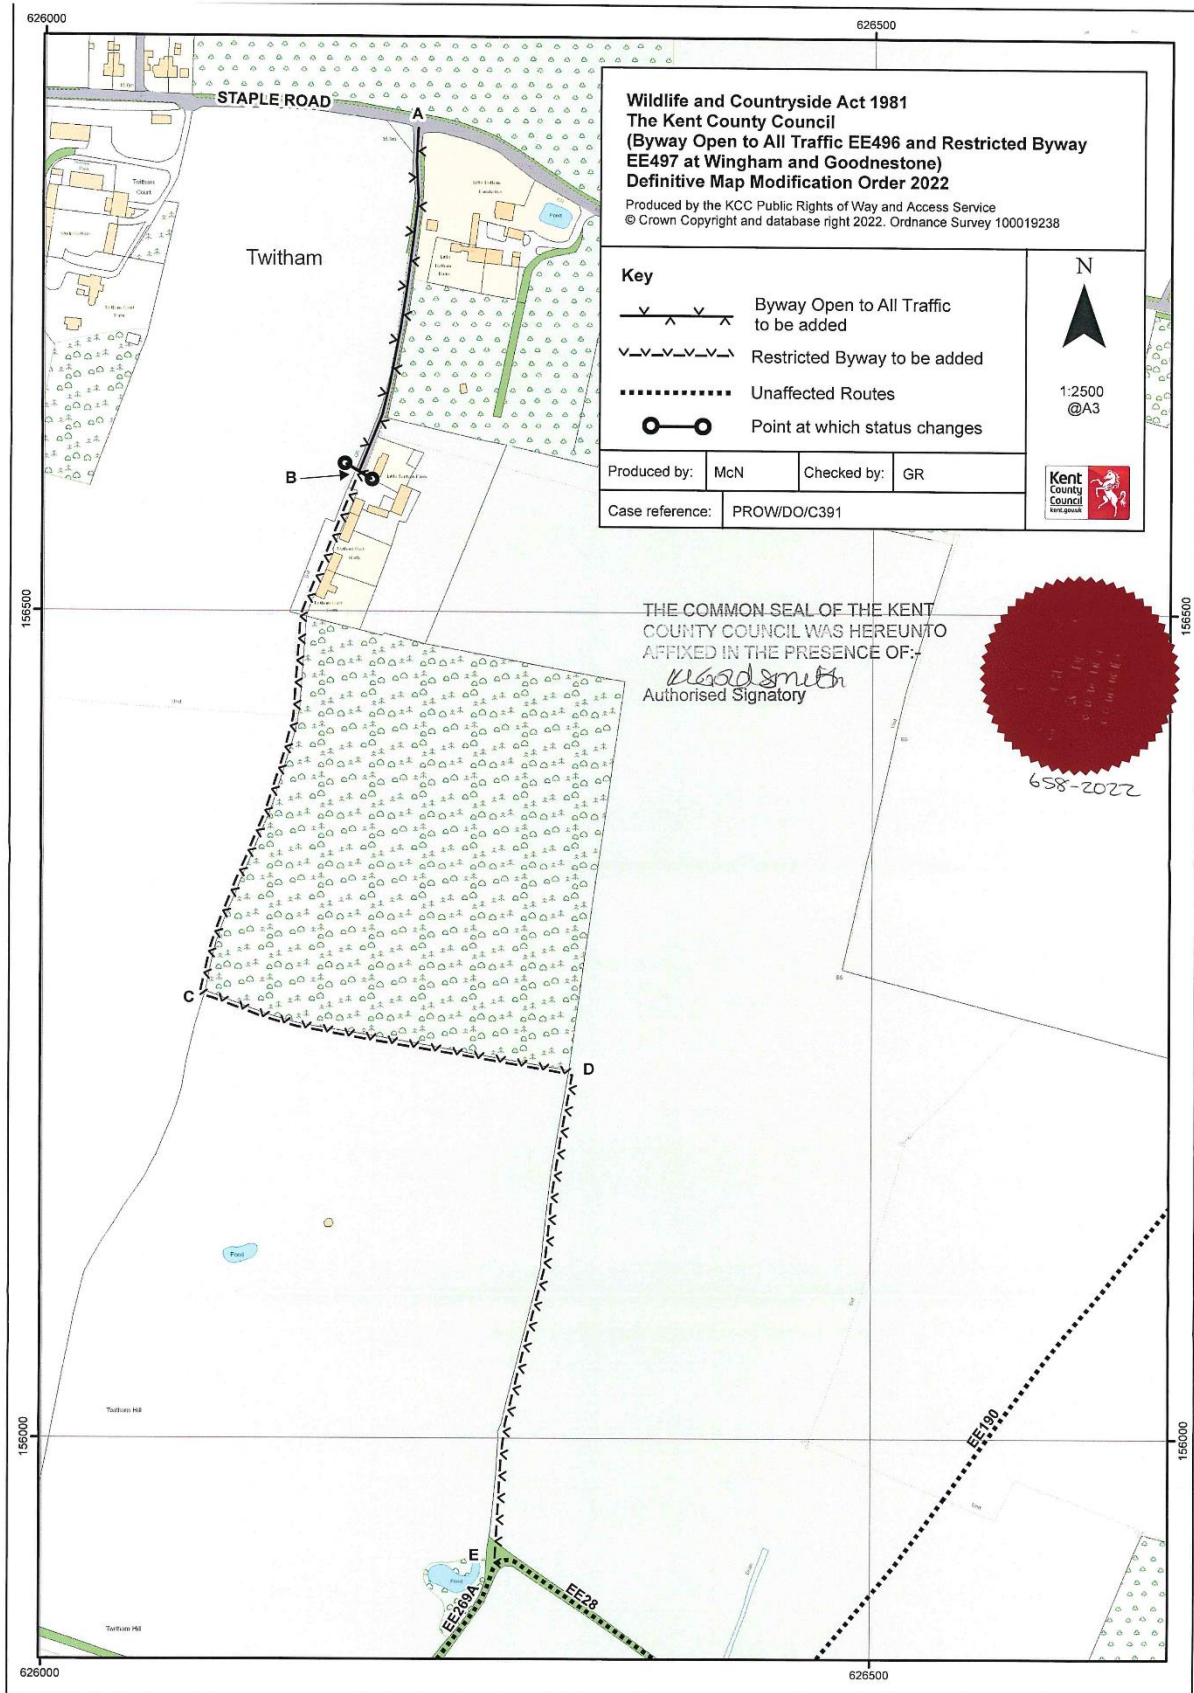 626000
626500
STAPLE ROAD
A
Wildlife and Countryside Act 1981
The Kent County Council
(Byway Open to All Traffic EE496 and Restricted Byway
EE497 at Wingham and Goodnestone)
Definitive Map Modification Order 2022
Produced by the KCC Public Rights of Way and Access Service
© Crown Copyright and database right 2022. Ordnance Survey 100019238
Twitham
Court
Pond
Twitham
Key
Byway Open to All Traffic
to be added
Restricted Byway to be added
Unaffected Routes
Point at which status changes
N
1:2500
@A3
Produced by:
McN
Checked by:
GR
Case reference:
PROW/DO/C391
Kent
County
Council
kent.gov.uk
B
156500
156500
THE COMMON SEAL OF THE KENT
COUNTY COUNCIL WAS HEREUNTO
AFFIXED IN THE PRESENCE OF:-
Authorised Signatory
658-2022
C
D
Pond
Twitham Hill
156000
156000
EE190
E
Pond
EE269A
EE28
Drain
Twitham Hill
626000
626500